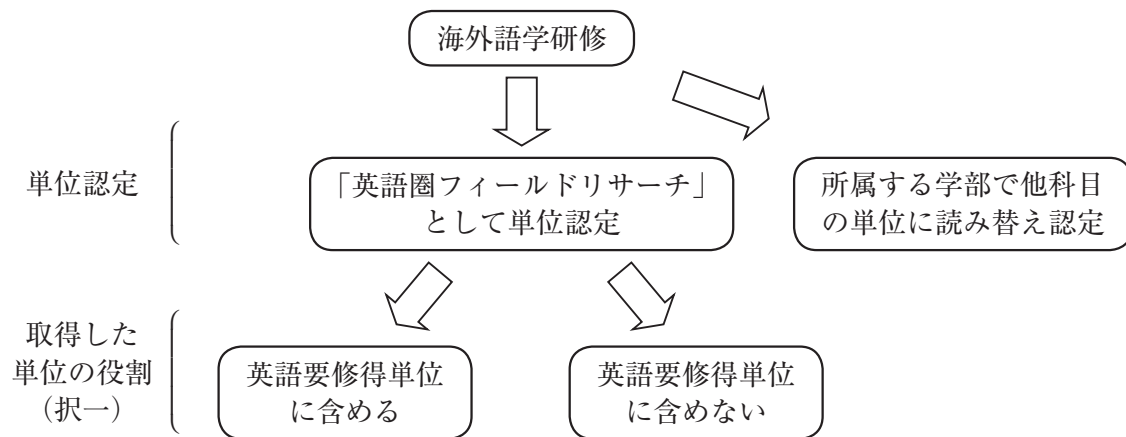 海外語学研修
単位認定
「英語圏フィールドリサーチ」
として単位認定
所属する学部で他科目
の単位に読み替え認定
取得した
単位の役割
（択一）
英語要修得単位
に含める
英語要修得単位
に含めない